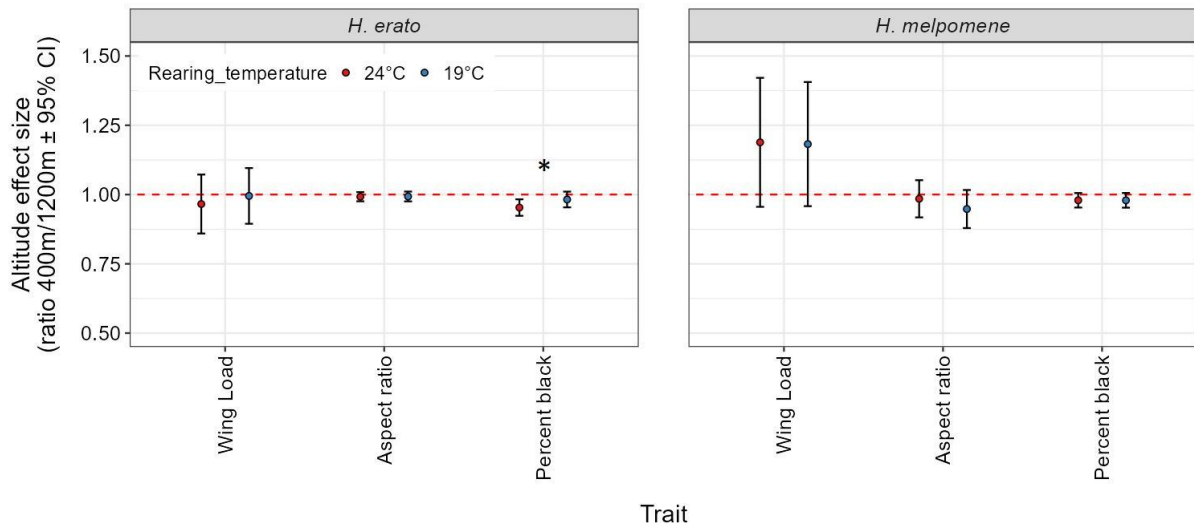 H. erato
H. melpomene
Altitude effect size
(ratio 400m/1200m ± 95% CI)
1.50
1.25
1.00
0.75
0.50
Rearing_temperature 24°C 19°C
*
Wing Load
Aspect ratio
Percent black
Wing Load
Aspect ratio
Percent black
Trait